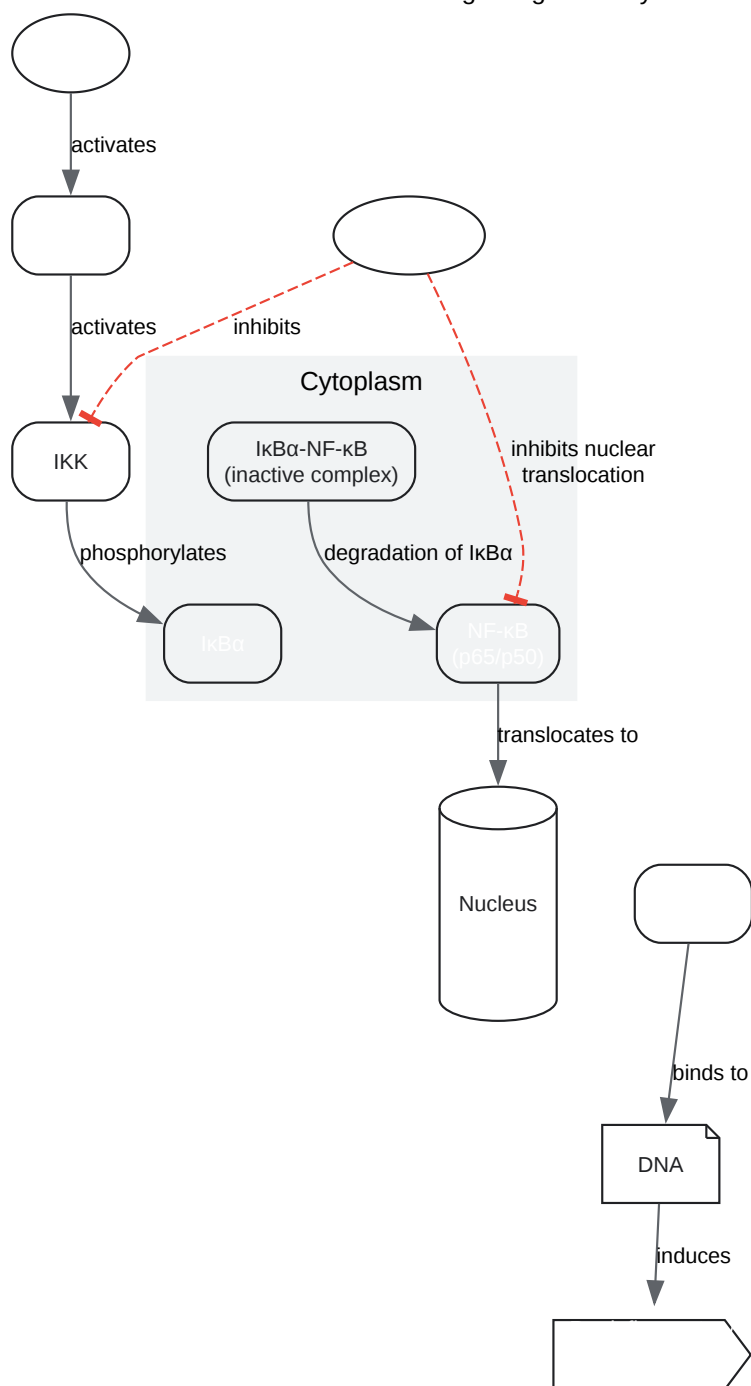 activates
activates
inhibits
Cytoplasm
IKK
IκBα-NF-κB
(inactive complex)
inhibits nuclear
translocation
phosphorylates
degradation of IκBα
IκBα
NF-κB
(p65/p50)
translocates to
Nucleus
binds to
DNA
induces